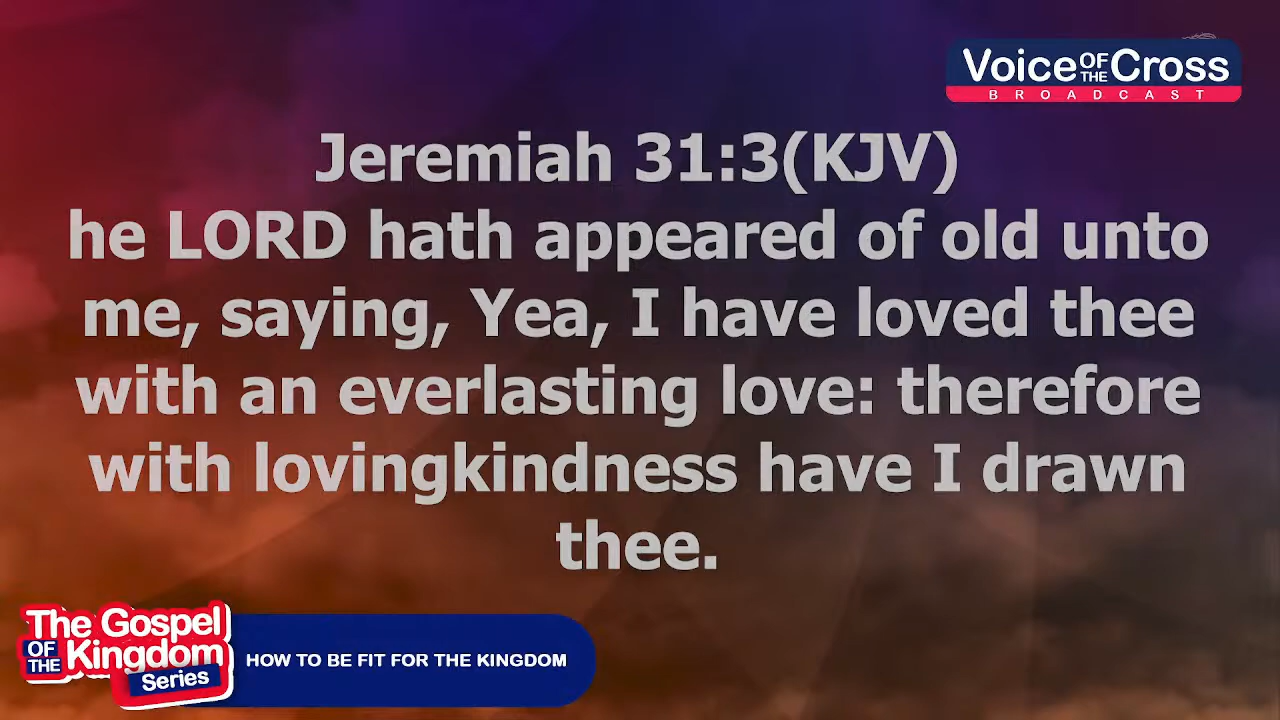 Voice OF THE Cross
BROADCAST
Jeremiah 31:3(KJV)
he LORD hath appeared of old unto
me, saying, Yea, I have loved thee
with an everlasting love: therefore
with lovingkindness have I drawn
thee.
The Gospel
OF THE Kingdom
Series
HOW TO BE FIT FOR THE KINGDOM